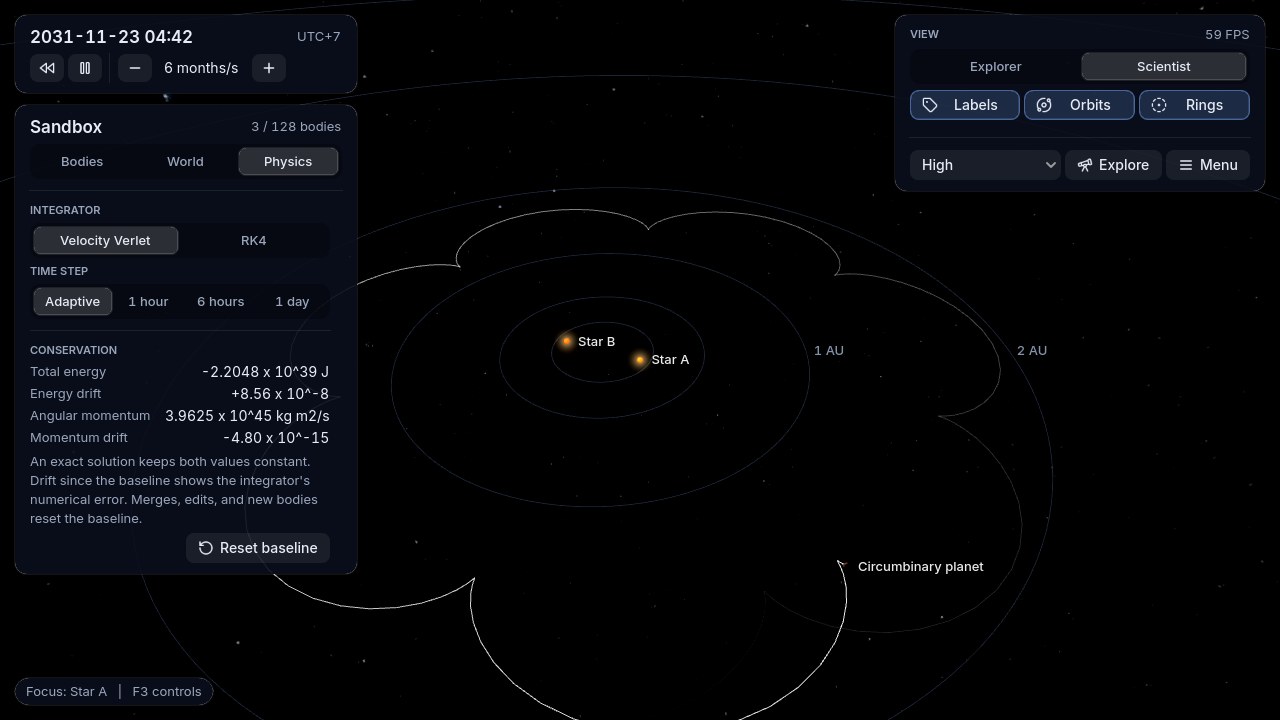 2031-11-23 04:42 UTC+7
6 months/s
Sandbox 3 / 128 bodies
Bodies World Physics
INTEGRATOR
Velocity Verlet RK4
TIME STEP
Adaptive 1 hour 6 hours 1 day
CONSERVATION
Total energy -2.2048 x 10^39 J
Energy drift +8.56 x 10^-8
Angular momentum 3.9625 x 10^45 kg m2/s
Momentum drift -4.80 x 10^-15
An exact solution keeps both values constant.
Drift since the baseline shows the integrator's
numerical error. Merges, edits, and new bodies
reset the baseline.
Reset baseline
Focus: Star A | F3 controls
Star B
Star A
1 AU
2 AU
Circumbinary planet
VIEW 59 FPS
Explorer Scientist
Labels Orbits Rings
High Explore Menu